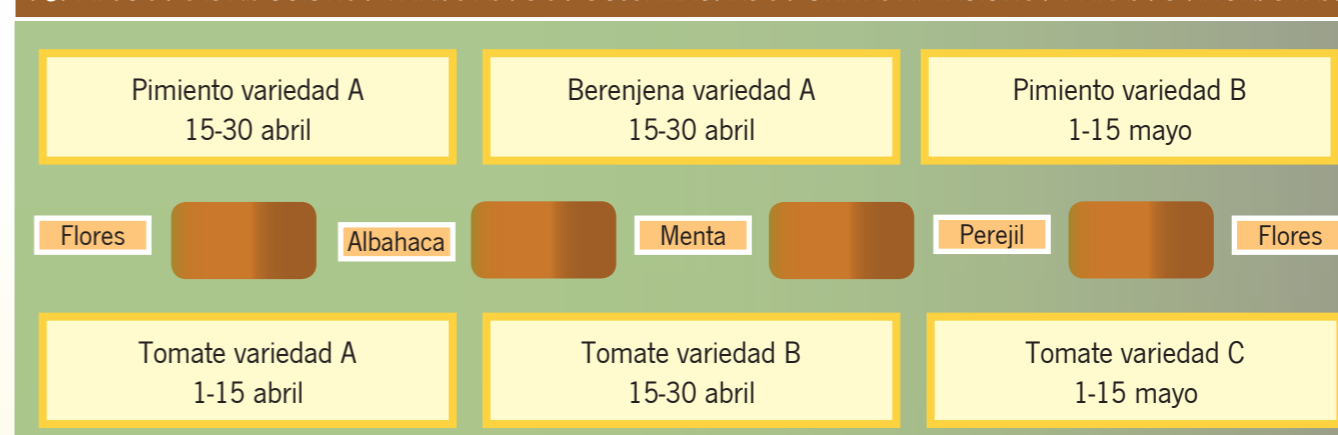 Pimiento variedad A
15-30 abril
Berenjena variedad A
15-30 abril
Pimiento variedad B
1-15 mayo
Flores
Albahaca
Menta
Perejil
Flores
Tomate variedad A
1-15 abril
Tomate variedad B
15-30 abril
Tomate variedad C
1-15 mayo